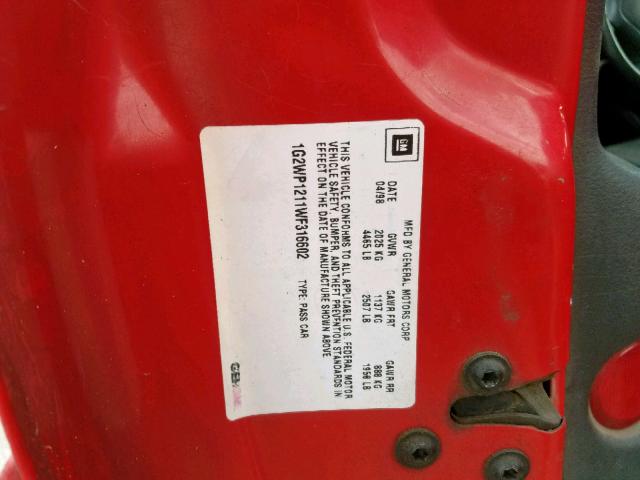 GM
MFD BY GENERAL MOTORS CORP
DATE GVWR GAWR FRT GAWR RR
04/98 2025 KG 1137 KG 888 KG
4465 LB 2507 LB 1958 LB
THIS VEHICLE CONFORMS TO ALL APPLICABLE U.S. FEDERAL MOTOR
VEHICLE SAFETY, BUMPER, AND THEFT PREVENTION STANDARDS IN
EFFECT ON THE DATE OF MANUFACTURE SHOWN ABOVE
1G2WP1211WF316602 TYPE: PASS CAR